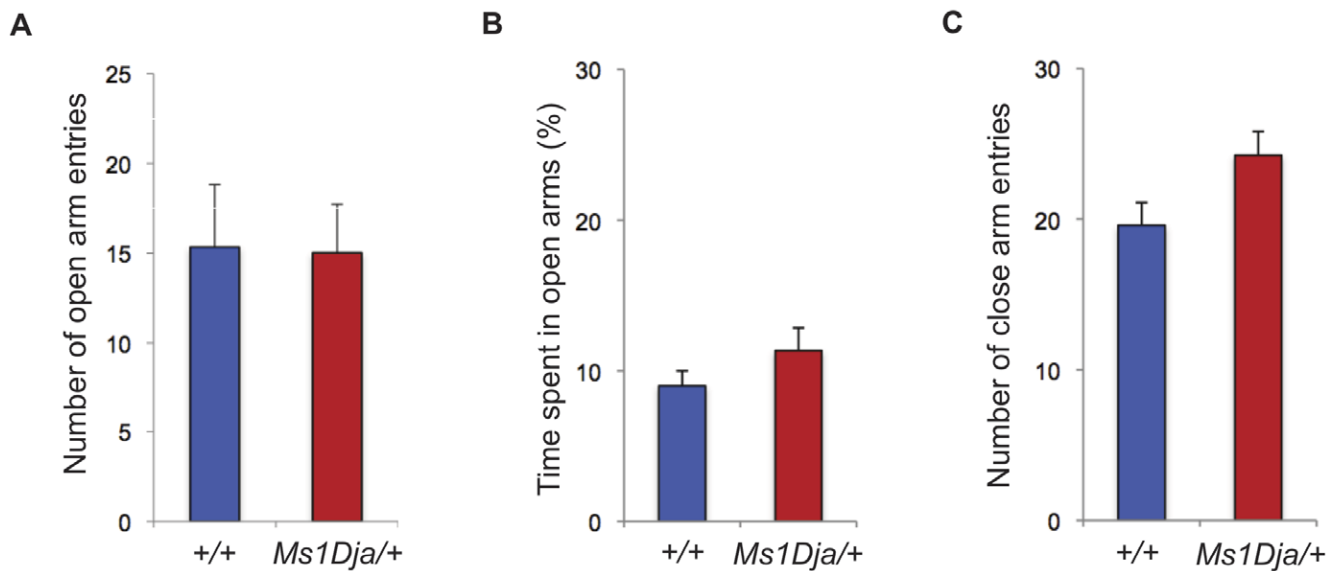 A
Number of open arm entries
25
20
15
10
5
0
+/+ Ms1Dja/+
B
Time spent in open arms (%)
30
20
10
0
+/+ Ms1Dja/+
C
Number of close arm entries
30
20
10
0
+/+ Ms1Dja/+